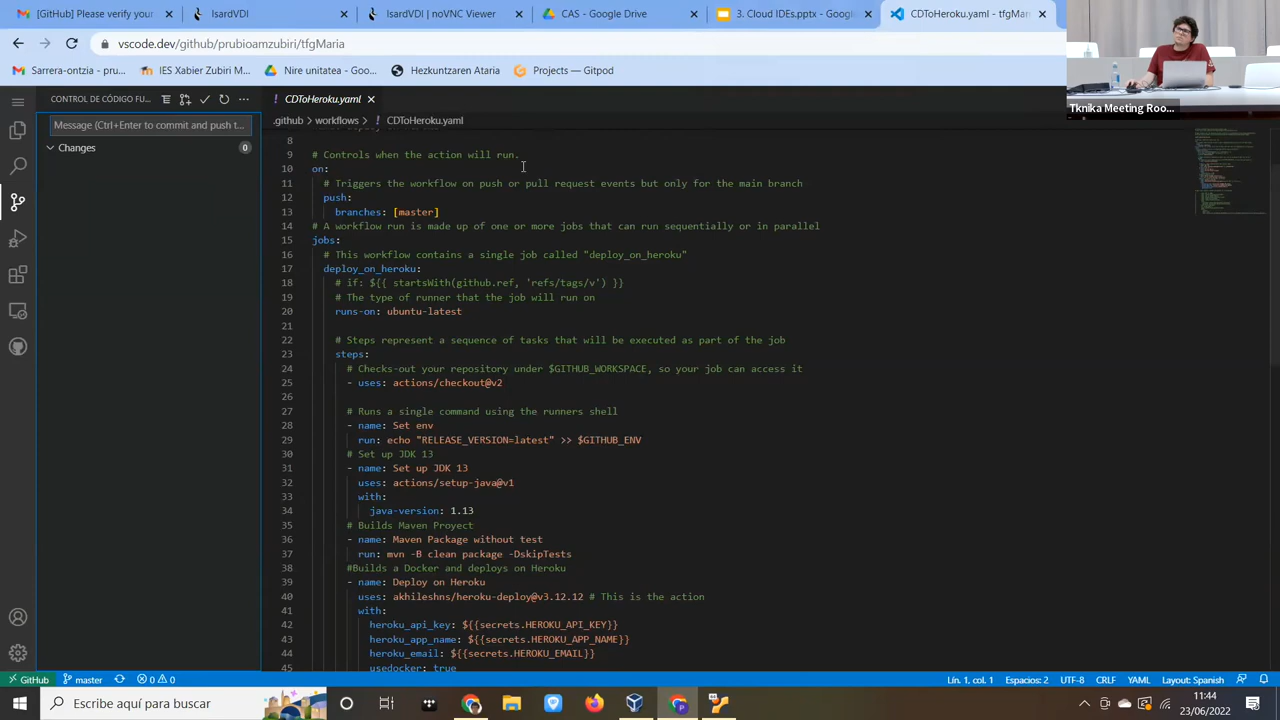 Google Drive
CAS - Google Drive
3. Cloud IDEs.pptx - Google
CDToHeroku.yaml - tfgMari
vscode.dev/github/prubioamzubiri/tfgMaria
Sarrera-ontzia - pru...
IES Xabier Zubiri M...
Nire unitatea - Goo...
Hezkuntzaren Ataria
Projects — Gitpod
Tknika Meeting Roo...
CONTROL DE CÓDIGO FU...
CDToHeroku.yaml
Message (Ctrl+Enter to commit and push t...
.github > workflows > CDToHeroku.yaml
Changes
0
8
9 # Controls when the action will run.
10 on:
11 # Triggers the workflow on push or pull request events but only for the main branch
12 push:
13 branches: [master]
14 # A workflow run is made up of one or more jobs that can run sequentially or in parallel
15 jobs:
16 # This workflow contains a single job called "deploy_on_heroku"
17 deploy_on_heroku:
18 # if: ${{ startsWith(github.ref, 'refs/tags/v') }}
19 # The type of runner that the job will run on
20 runs-on: ubuntu-latest
21
22 # Steps represent a sequence of tasks that will be executed as part of the job
23 steps:
24 # Checks-out your repository under $GITHUB_WORKSPACE, so your job can access it
25 - uses: actions/checkout@v2
26
27 # Runs a single command using the runners shell
28 - name: Set env
29 run: echo "RELEASE_VERSION=latest" >> $GITHUB_ENV
30 # Set up JDK 13
31 - name: Set up JDK 13
32 uses: actions/setup-java@v1
33 with:
34 java-version: 1.13
35 # Builds Maven Proyect
36 - name: Maven Package without test
37 run: mvn -B clean package -DskipTests
38 #Builds a Docker and deploys on Heroku
39 - name: Deploy on Heroku
40 uses: akhileshns/heroku-deploy@v3.12.12 # This is the action
41 with:
42 heroku_api_key: ${{secrets.HEROKU_API_KEY}}
43 heroku_app_name: ${{secrets.HEROKU_APP_NAME}}
44 heroku_email: ${{secrets.HEROKU_EMAIL}}
45 usedocker: true
GitHub
master
0
0
Lín. 1, col. 1
Espacios: 2
UTF-8
CRLF
YAML
Layout: Spanish
Escribe aquí para buscar
11:44
23/06/2022